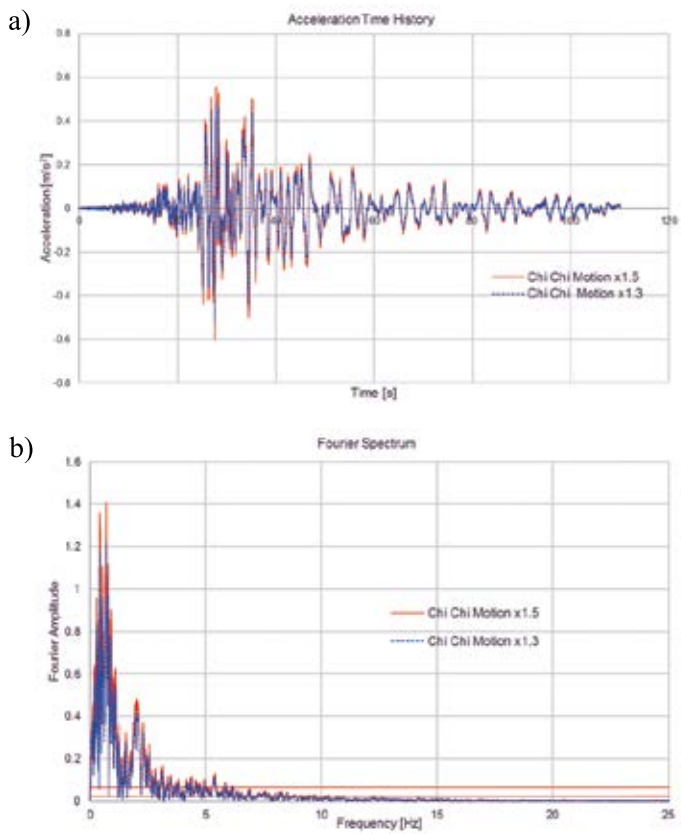 a)
Acceleration Time History
0.8
0.6
0.4
0.2
0
-0.2
-0.4
-0.6
-0.8
Acceleration [m/s²]
0
60
100
120
Chi Chi Motion x1.5
Chi Chi Motion x1.3
Time [s]
b)
Fourier Spectrum
1.6
1.4
1.2
1
0.8
0.6
0.4
0.2
0
Fourier Amplitude
Chi Chi Motion x1.5
Chi Chi Motion x1.3
0 5 10 15 20 25
Frequency [Hz]